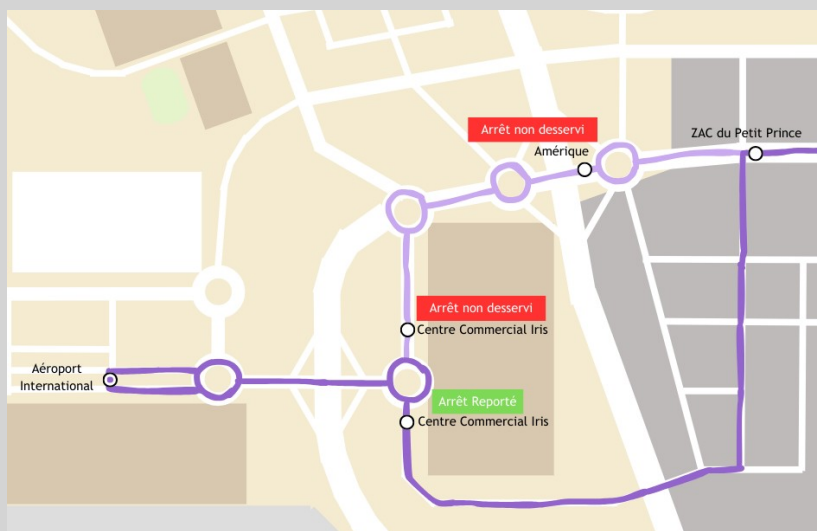 Arrêt non desservi
Amérique
ZAC du Petit Prince
Arrêt non desservi
Centre Commercial Iris
Aéroport
International
Arrêt Reporté
Centre Commercial Iris